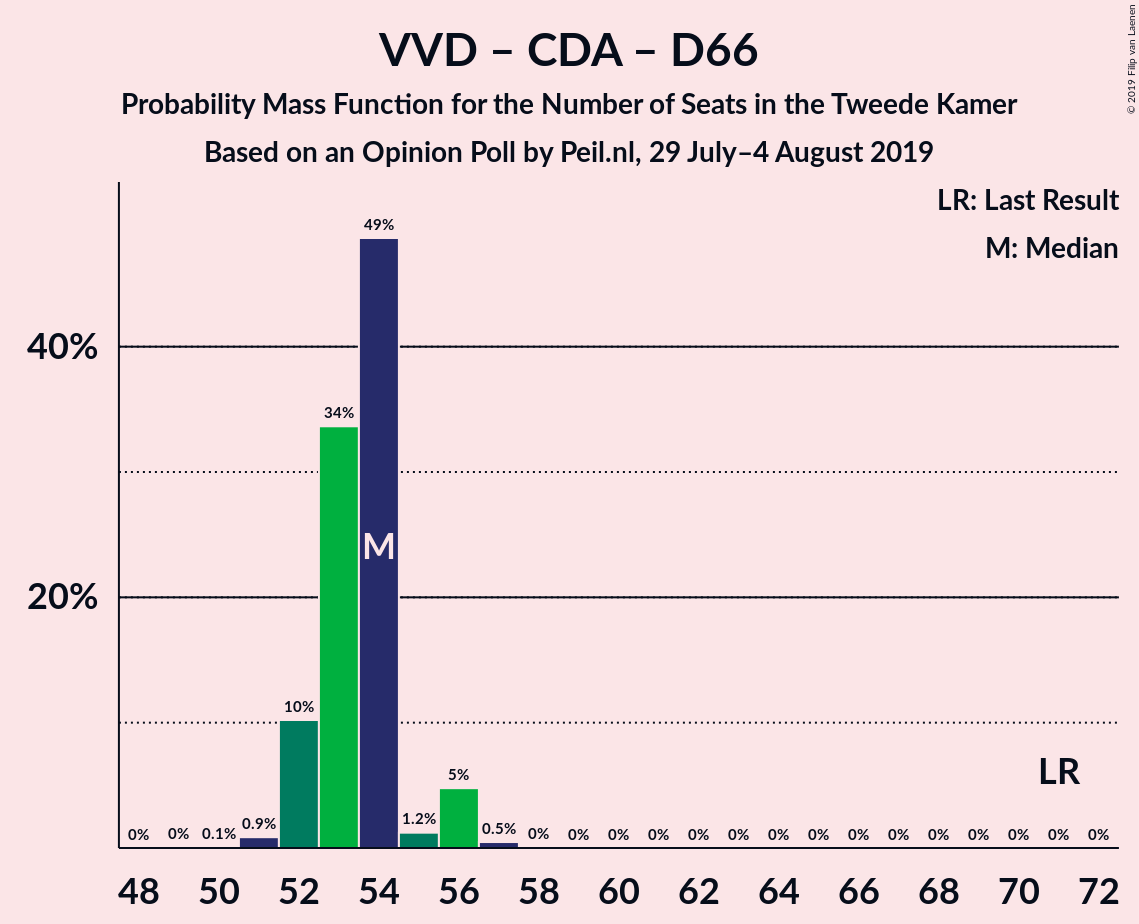 VVD – CDA – D66
Probability Mass Function for the Number of Seats in the Tweede Kamer
Based on an Opinion Poll by Peil.nl, 29 July–4 August 2019
© 2019 Filip van Laenen
LR: Last Result
M: Median
40%
20%
0% 0% 0.1% 0.9% 10% 34% 49% 1.2% 5% 0.5% 0% 0% 0% 0% 0% 0% 0% 0% 0% 0% 0% 0% 0% 0% 0%
M
LR
48 50 52 54 56 58 60 62 64 66 68 70 72